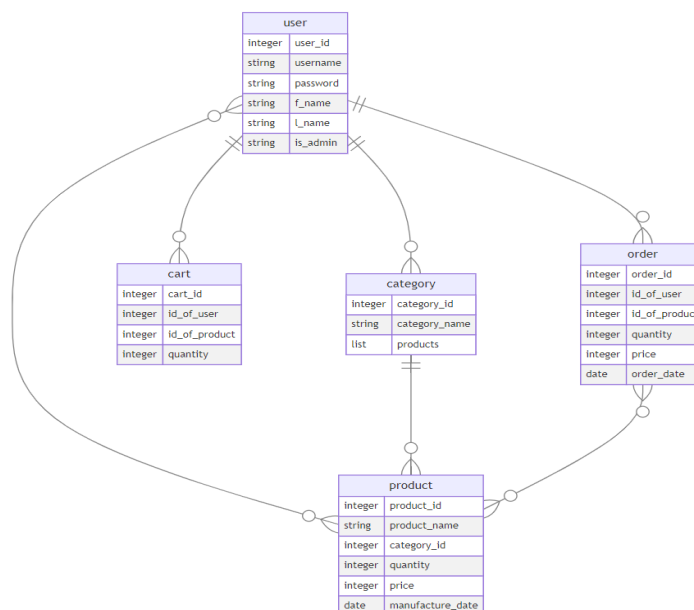 user
integer user_id
stirng username
string password
string f_name
string l_name
string is_admin
cart
integer cart_id
integer id_of_user
integer id_of_product
integer quantity
category
integer category_id
string category_name
list products
order
integer order_id
integer id_of_user
integer id_of_produc
integer quantity
integer price
date order_date
product
integer product_id
string product_name
integer category_id
integer quantity
integer price
date manufacture_date